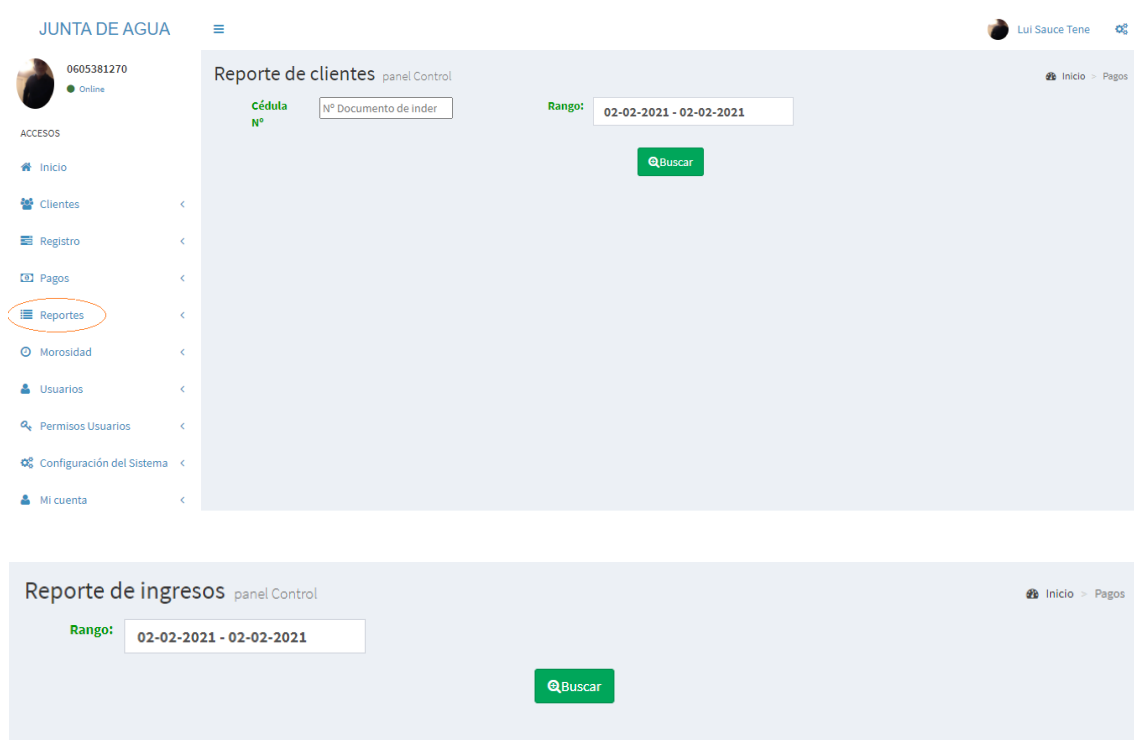 JUNTA DE AGUA
Lui Sauce Tene
0605381270
Online
ACCESOS
Inicio
Clientes
Registro
Pagos
Reportes
Morosidad
Usuarios
Permisos Usuarios
Configuración del Sistema
Mi cuenta
Reporte de clientes panel Control
Inicio > Pagos
Cédula
Nº
Nº Documento de inder
Rango:
02-02-2021 - 02-02-2021
Buscar
Reporte de ingresos panel Control
Inicio > Pagos
Rango:
02-02-2021 - 02-02-2021
Buscar